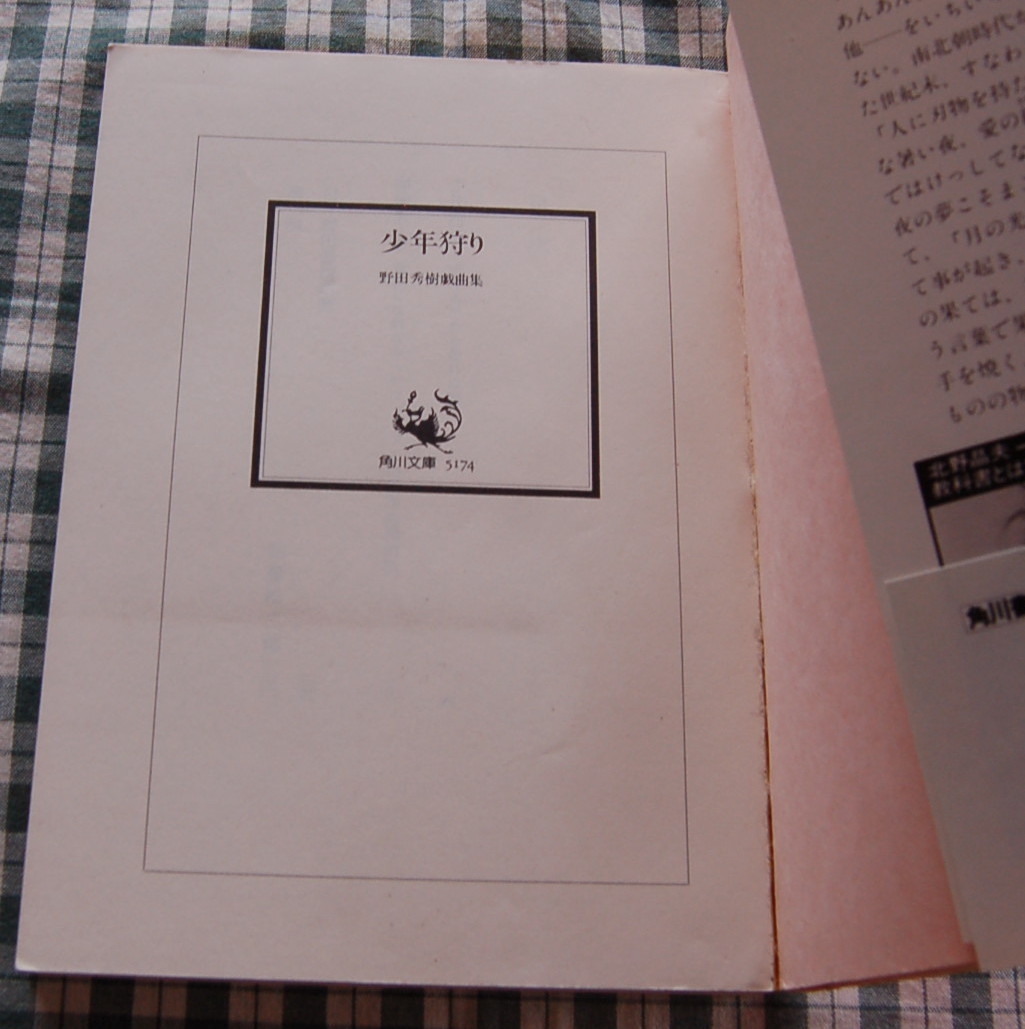 少年狩り
野田秀樹戯曲集
角川文庫 5174
あんあん
他──をいちい
ない。南北朝時代が
た世紀末、すなわ
「人に刃物を持た
な暑い夜。愛の
ではけっしてな
夜の夢こそま
て、「月の光
て事が起き、
の果ては、
う言葉で
手を焼く
ものの物
北野晶夫
教科書とは
角川書